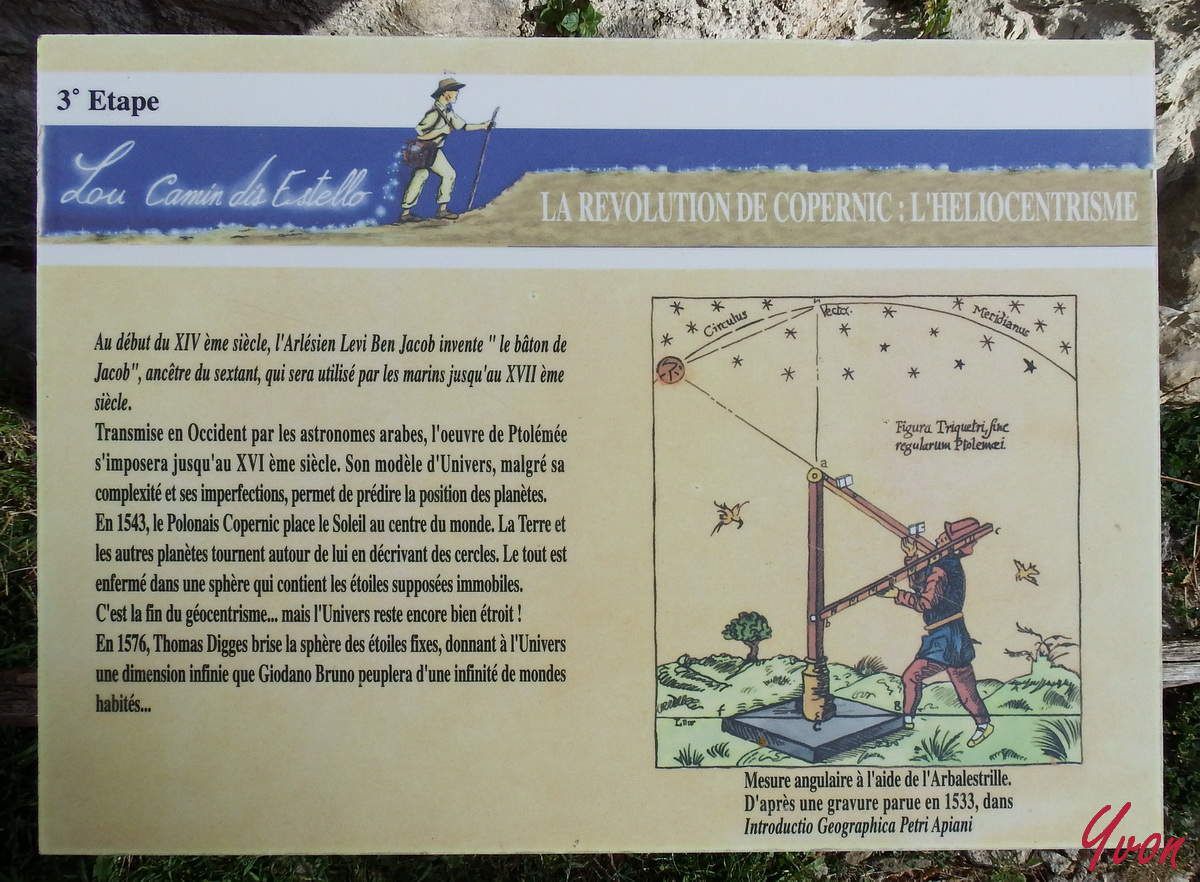 3° Etape
Lou Camin dis Estello
LA REVOLUTION DE COPERNIC : L'HELIOCENTRISME
Au début du XIV ème siècle, l'Arlésien Levi Ben Jacob invente " le bâton de
Jacob", ancêtre du sextant, qui sera utilisé par les marins jusqu'au XVII ème
siècle.
Transmise en Occident par les astronomes arabes, l'oeuvre de Ptolémée
s'imposera jusqu'au XVI ème siècle. Son modèle d'Univers, malgré sa
complexité et ses imperfections, permet de prédire la position des planètes.
En 1543, le Polonais Copernic place le Soleil au centre du monde. La Terre et
les autres planètes tournent autour de lui en décrivant des cercles. Le tout est
enfermé dans une sphère qui contient les étoiles supposées immobiles.
C'est la fin du géocentrisme... mais l'Univers reste encore bien étroit !
En 1576, Thomas Digges brise la sphère des étoiles fixes, donnant à l'Univers
une dimension infinie que Giodano Bruno peuplera d'une infinité de mondes
habités...
Circulus
Vectox.
Meridianus
Figura Triquetri, sine
regularum Ptolemæi.
a
c
b
f
g
C
Mesure angulaire à l'aide de l'Arbalestrille.
D'après une gravure parue en 1533, dans
Introductio Geographica Petri Apiani
Yvon